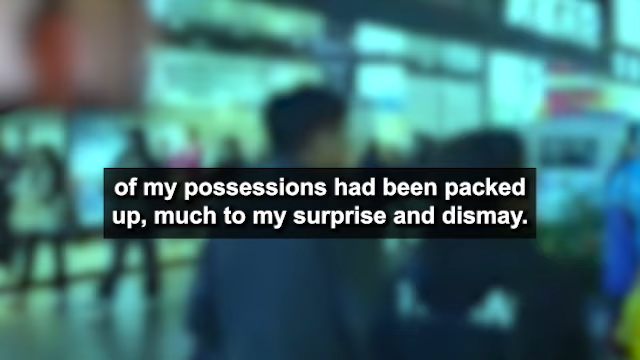 of my possessions had been packed
up, much to my surprise and dismay.